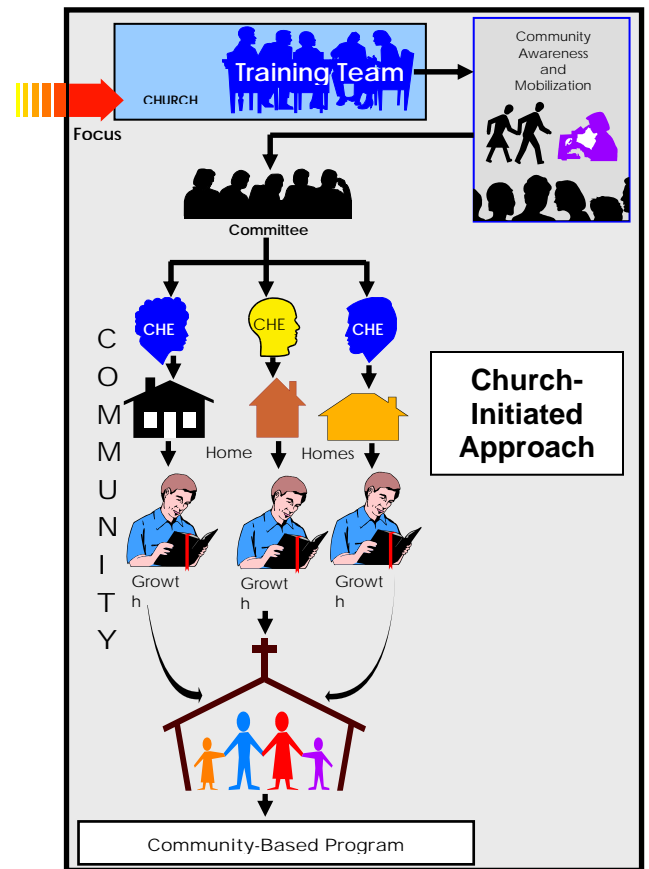 Training Team
CHURCH
Focus
Community
Awareness
and
Mobilization
Committee
CHE
CHE
CHE
COMMUNITY
Home
Homes
Church-
Initiated
Approach
Growt
h
Growt
h
Growt
h
Community-Based Program